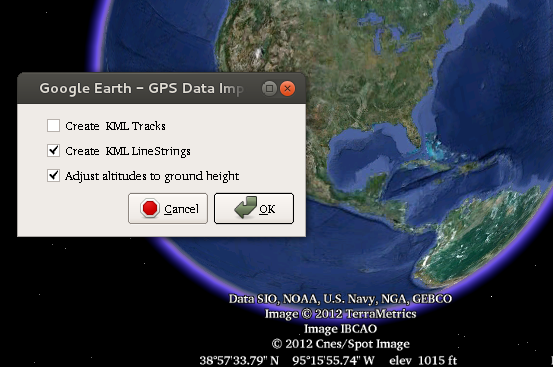 Google Earth - GPS Data Imp
Create KML Tracks
Create KML LineStrings
Adjust altitudes to ground height
Cancel
OK
Data SIO, NOAA, U.S. Navy, NGA, GEBCO
Image © 2012 TerraMetrics
Image IBCAO
© 2012 Cnes/Spot Image
38°57'33.79" N 95°15'55.74" W elev 1015 ft